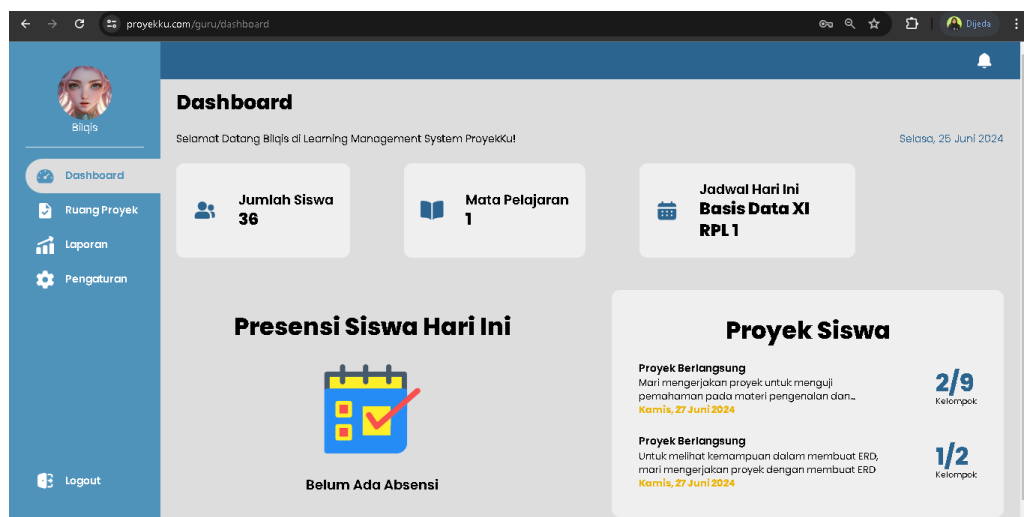 proyekku.com/guru/dashboard
Dijeda
Bilqis
Dashboard
Ruang Proyek
Laporan
Pengaturan
Logout
Dashboard
Selamat Datang Bilqis di Learning Management System ProyekKu!
Selasa, 25 Juni 2024
Jumlah Siswa
36
Mata Pelajaran
1
Jadwal Hari Ini
Basis Data XI
RPL 1
Presensi Siswa Hari Ini
Belum Ada Absensi
Proyek Siswa
Proyek Berlangsung
Mari mengerjakan proyek untuk menguji
pemahaman pada materi pengenalan dan...
Kamis, 27 Juni 2024
2/9
Kelompok
Proyek Berlangsung
Untuk melihat kemampuan dalam membuat ERD,
mari mengerjakan proyek dengan membuat ERD
Kamis, 27 Juni 2024
1/2
Kelompok